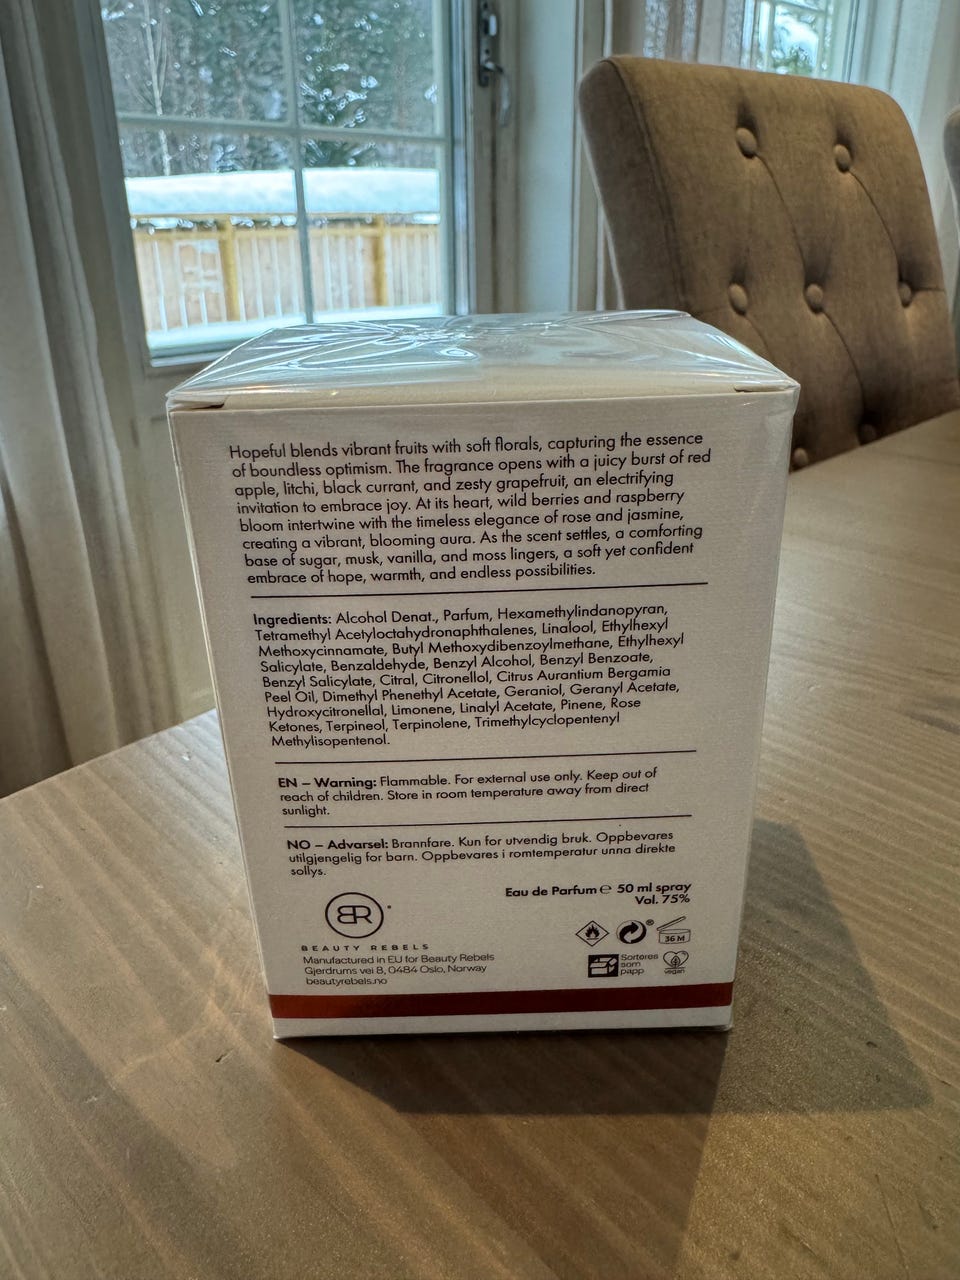 Hopeful blends vibrant fruits with soft florals, capturing the essence
of boundless optimism. The fragrance opens with a juicy burst of red
apple, litchi, black currant, and zesty grapefruit, an electrifying
invitation to embrace joy. At its heart, wild berries and raspberry
bloom intertwine with the timeless elegance of rose and jasmine,
creating a vibrant, blooming aura. As the scent settles, a comforting
base of sugar, musk, vanilla, and moss lingers, a soft yet confident
embrace of hope, warmth, and endless possibilities.
Ingredients: Alcohol Denat., Parfum, Hexamethylindanopyran,
Tetramethyl Acetyloctahydronaphthalenes, Linalool, Ethylhexyl
Methoxycinnamate, Butyl Methoxydibenzoylmethane, Ethylhexyl
Salicylate, Benzaldehyde, Benzyl Alcohol, Benzyl Benzoate,
Benzyl Salicylate, Citral, Citronellol, Citrus Aurantium Bergamia
Peel Oil, Dimethyl Phenethyl Acetate, Geraniol, Geranyl Acetate,
Hydroxycitronellal, Limonene, Linalyl Acetate, Pinene, Rose
Ketones, Terpineol, Terpinolene, Trimethylcyclopentenyl
Methylisopentenol.
EN – Warning: Flammable. For external use only. Keep out of
reach of children. Store in room temperature away from direct
sunlight.
NO – Advarsel: Brannfare. Kun for utvendig bruk. Oppbevares
utilgjengelig for barn. Oppbevares i romtemperatur unna direkte
sollys.
Eau de Parfum ℮ 50 ml spray
Vol. 75%
BR
BEAUTY REBELS
Manufactured in EU for Beauty Rebels
Gjerdrums vei 8, 0484 Oslo, Norway
beautyrebels.no
36 M
Sorteres
som
papp
vegan